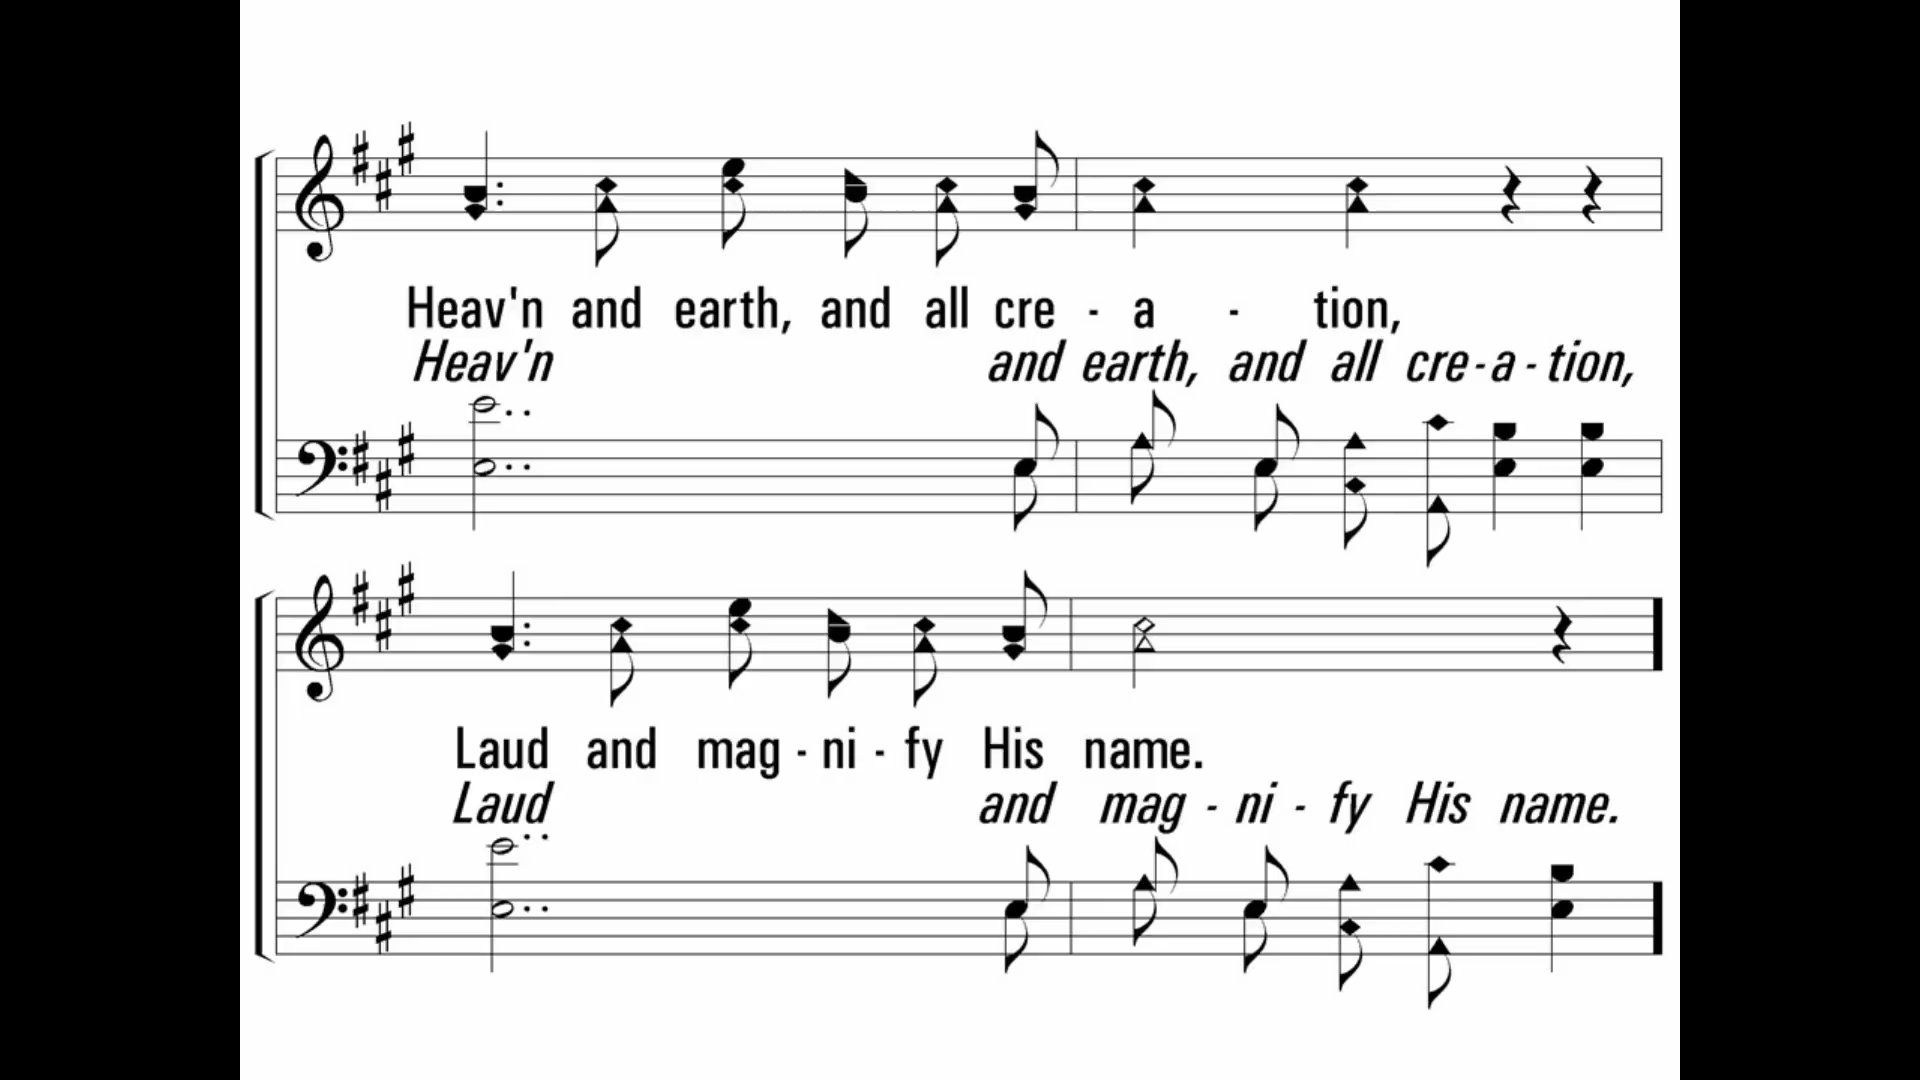 Heav'n and earth, and all cre - a - tion,
Heav'n and earth, and all cre - a - tion,
Laud and mag - ni - fy His name.
Laud and mag - ni - fy His name.